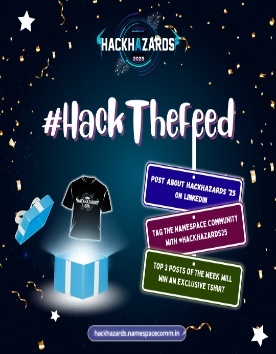 HACKHAZARDS
2025
#HackTheFeed
POST ABOUT HACKHAZARDS '25
ON LINKEDIN
TAG THE NAMESPACE COMMUNITY
WITH #HACKHAZARDS25
TOP 3 POSTS OF THE WEEK WILL
WIN AN EXCLUSIVE TSHIRT
hackhazards.namespacecomm.in